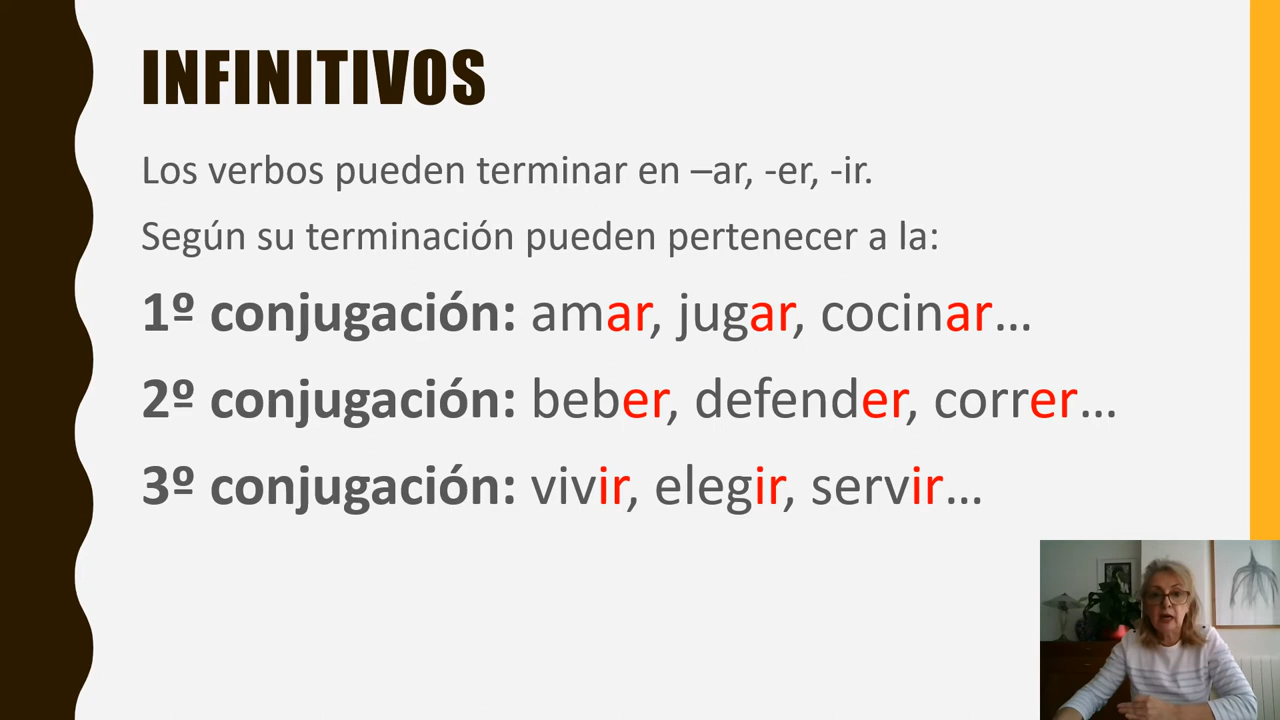 INFINITIVOS
Los verbos pueden terminar en –ar, -er, -ir.
Según su terminación pueden pertenecer a la:
1º conjugación: amar, jugar, cocinar…
2º conjugación: beber, defender, correr…
3º conjugación: vivir, elegir, servir…